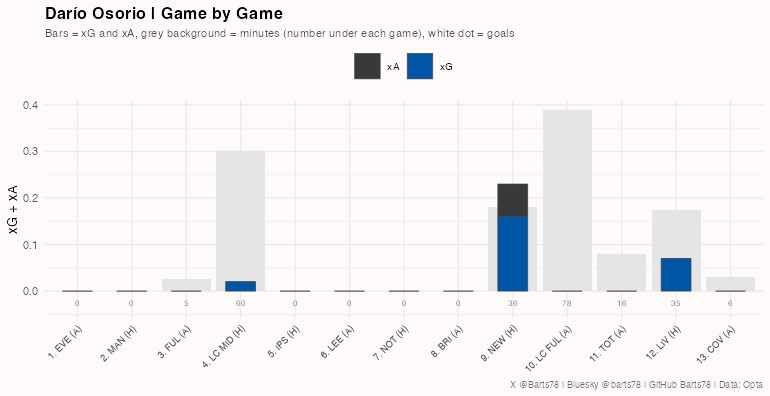 Darío Osorio | Game by Game
Bars = xG and xA, grey background = minutes (number under each game), white dot = goals
xA xG
xG + xA
0.4
0.3
0.2
0.1
0.0
0 0 5 60 0 0 0 0 36 78 16 35 6
1. EVE (A)
2. MAN (H)
3. FUL (A)
4. LC MID (H)
5. IPS (H)
6. LEE (A)
7. NOT (H)
8. BRI (A)
9. NEW (H)
10. LC FUL (A)
11. TOT (A)
12. LIV (H)
13. COV (A)
X @Barts78 | Bluesky @barts78 | GitHub Barts78 | Data: Opta